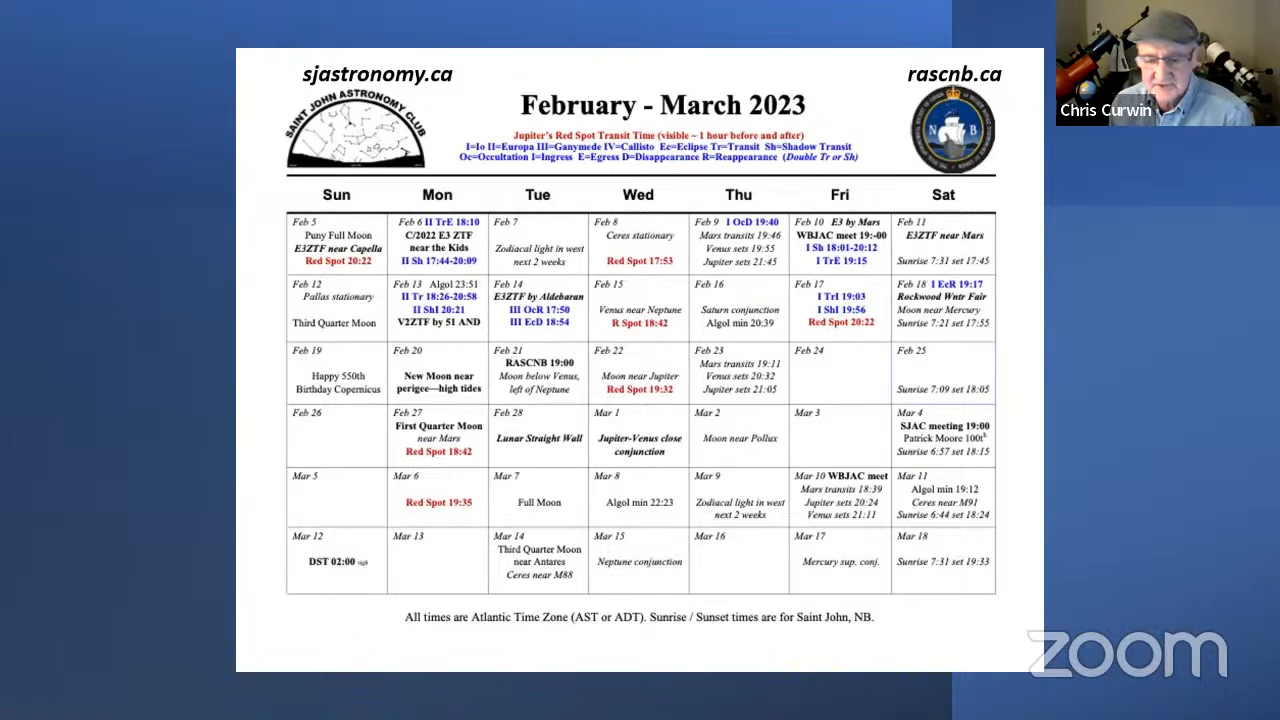 sjastronomy.ca
rascnb.ca
SAINT JOHN ASTRONOMY CLUB
N B
Chris Curwin
February - March 2023
Jupiter's Red Spot Transit Time (visible ~ 1 hour before and after)
I=Io II=Europa III=Ganymede IV=Callisto Ec=Eclipse Tr=Transit Sh=Shadow Transit
Oc=Occultation I=Ingress E=Egress D=Disappearance R=Reappearance (Double Tr or Sh)
Sun Mon Tue Wed Thu Fri Sat
Feb 5
Puny Full Moon
E3ZTF near Capella
Red Spot 20:22
Feb 6 II TrE 18:10
C/2022 E3 ZTF
near the Kids
II Sh 17:44-20:09
Feb 7
Zodiacal light in west
next 2 weeks
Feb 8
Ceres stationary
Red Spot 17:53
Feb 9 I OcD 19:40
Mars transits 19:46
Venus sets 19:55
Jupiter sets 21:45
Feb 10 E3 by Mars
WBJAC meet 19:-00
I Sh 18:01-20:12
I TrE 19:15
Feb 11
E3ZTF near Mars
Sunrise 7:31 set 17:45
Feb 12
Pallas stationary
Third Quarter Moon
Feb 13 Algol 23:51
II Tr 18:26-20:58
II ShI 20:21
V2ZTF by 51 AND
Feb 14
E3ZTF by Aldebaran
III OcR 17:50
III EcD 18:54
Feb 15
Venus near Neptune
R Spot 18:42
Feb 16
Saturn conjunction
Algol min 20:39
Feb 17
I TrI 19:03
I ShI 19:56
Red Spot 20:22
Feb 18 I EcR 19:17
Rockwood Wntr Fair
Moon near Mercury
Sunrise 7:21 set 17:55
Feb 19
Happy 550th
Birthday Copernicus
Feb 20
New Moon near
perigee—high tides
Feb 21
RASCNB 19:00
Moon below Venus,
left of Neptune
Feb 22
Moon near Jupiter
Red Spot 19:32
Feb 23
Mars transits 19:11
Venus sets 20:32
Jupiter sets 21:05
Feb 24
Feb 25
Sunrise 7:09 set 18:05
Feb 26
Feb 27
First Quarter Moon
near Mars
Red Spot 18:42
Feb 28
Lunar Straight Wall
Mar 1
Jupiter-Venus close
conjunction
Mar 2
Moon near Pollux
Mar 3
Mar 4
SJAC meeting 19:00
Patrick Moore 100th
Sunrise 6:57 set 18:15
Mar 5
Mar 6
Red Spot 19:35
Mar 7
Full Moon
Mar 8
Algol min 22:23
Mar 9
Zodiacal light in west
next 2 weeks
Mar 10 WBJAC meet
Mars transits 18:39
Jupiter sets 20:24
Venus sets 21:11
Mar 11
Algol min 19:12
Ceres near M91
Sunrise 6:44 set 18:24
Mar 12
DST 02:00
Mar 13
Mar 14
Third Quarter Moon
near Antares
Ceres near M88
Mar 15
Neptune conjunction
Mar 16
Mar 17
Mercury sup. conj.
Mar 18
Sunrise 7:31 set 19:33
All times are Atlantic Time Zone (AST or ADT). Sunrise / Sunset times are for Saint John, NB.
zoom